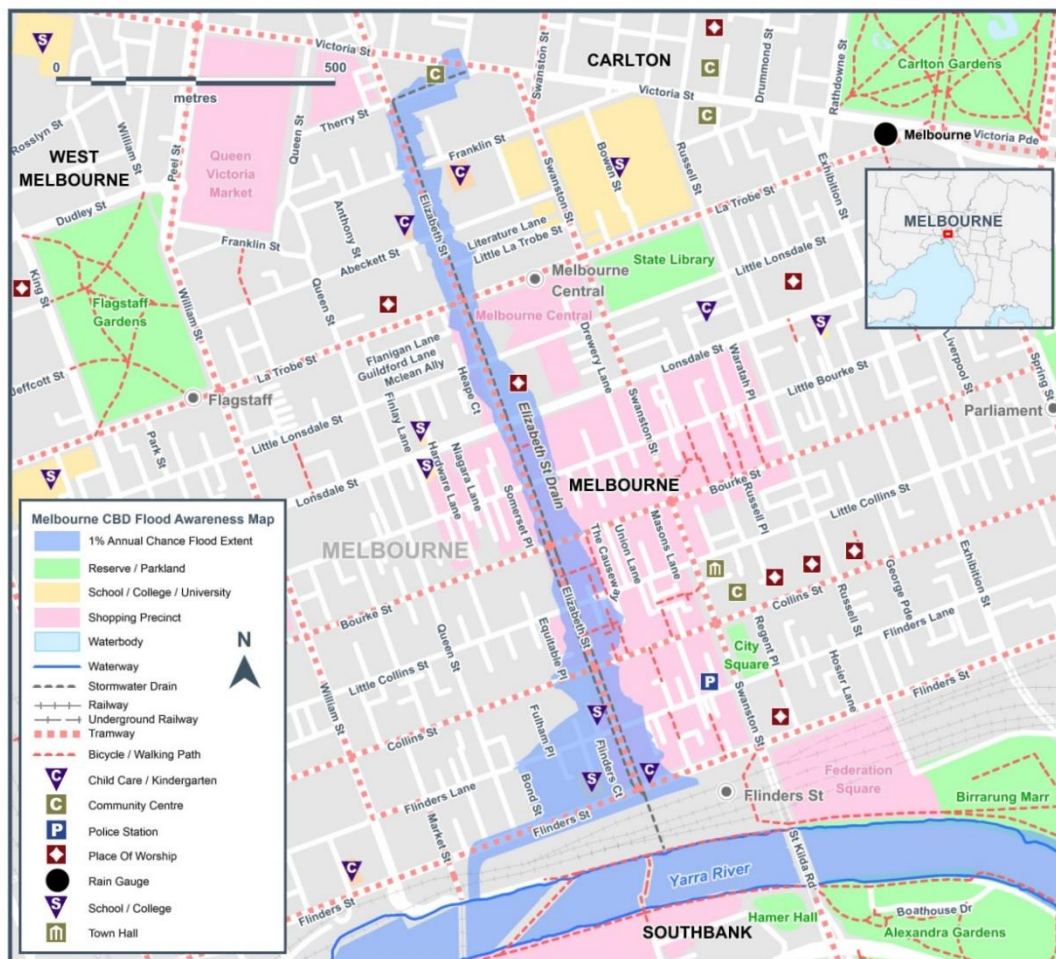 Victoria St
CARLTON
Carlton Gardens
0
500
metres
Swanston St
Drummond St
Rathdowne St
Victoria St
Melbourne
Victoria Pde
Rosslyn St
William St
Peel St
Queen St
Therry St
Franklin St
Bowen St
Russell St
Exhibition St
WEST
MELBOURNE
Queen
Victoria
Market
Dudley St
Anthony St
Elizabeth St
Swanston St
La Trobe St
MELBOURNE
Franklin St
Abeckett St
Literature Lane
Little La Trobe St
State Library
Little Lonsdale St
King St
Flagstaff
Gardens
William St
Queen St
Melbourne
Central
Melbourne Central
Jeffcott St
La Trobe St
Flanigan Lane
Guildford Lane
Mclean Ally
Heape Ct
Drewery Lane
Lonsdale St
Waratah Pl
Little Bourke St
Liverpool St
Spring St
Flagstaff
Parliament
Park St
Little Lonsdale St
Finlay Lane
Hardware Lane
Niagara Lane
Somerset Pl
Elizabeth St Drain
Swanston St
Lonsdale St
MELBOURNE
Bourke St
Russell Pl
Little Collins St
MELBOURNE
The Causeway
Union Lane
Masons Lane
Exhibition St
Bourke St
Queen St
Equitable Pl
Elizabeth St
Collins St
Russell St
George Pde
Flinders Lane
Little Collins St
William St
City
Square
Regent Pl
Hosier Lane
Flinders St
Collins St
Fulham Pl
Swanston St
Flinders Lane
Bond St
Flinders Ct
Market St
Flinders St
Flinders St
Federation
Square
Birrarung Marr
Flinders St
Yarra River
St Kilda Rd
Hamer Hall
Boathouse Dr
SOUTHBANK
Alexandra Gardens
Melbourne CBD Flood Awareness Map
1% Annual Chance Flood Extent
Reserve / Parkland
School / College / University
Shopping Precinct
Waterbody
N
Waterway
Stormwater Drain
Railway
Underground Railway
Tramway
Bicycle / Walking Path
C Child Care / Kindergarten
C Community Centre
P Police Station
Place Of Worship
Rain Gauge
S School / College
Town Hall